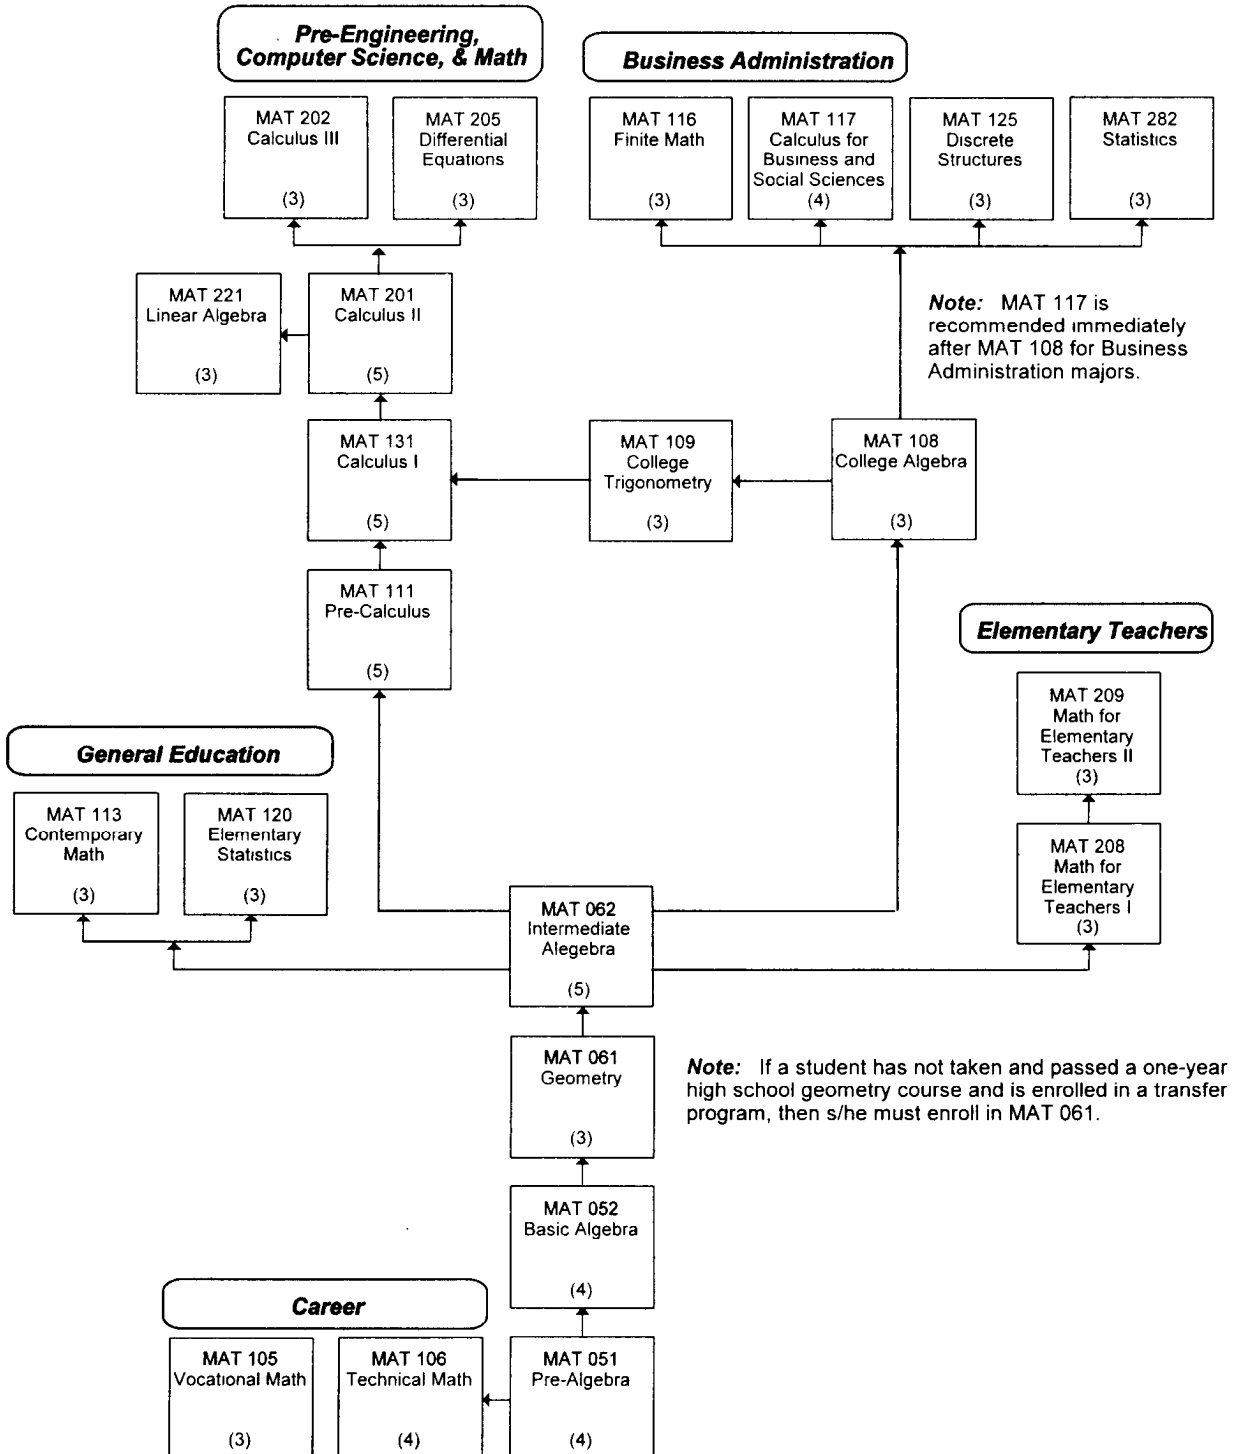 Pre-Engineering,
Computer Science, & Math
Business Administration
MAT 202
Calculus III
(3)
MAT 205
Differential
Equations
(3)
MAT 116
Finite Math
(3)
MAT 117
Calculus for
Business and
Social Sciences
(4)
MAT 125
Discrete
Structures
(3)
MAT 282
Statistics
(3)
MAT 221
Linear Algebra
(3)
MAT 201
Calculus II
(5)
Note: MAT 117 is
recommended immediately
after MAT 108 for Business
Administration majors.
MAT 131
Calculus I
(5)
MAT 109
College
Trigonometry
(3)
MAT 108
College Algebra
(3)
MAT 111
Pre-Calculus
(5)
Elementary Teachers
MAT 209
Math for
Elementary
Teachers II
(3)
General Education
MAT 113
Contemporary
Math
(3)
MAT 120
Elementary
Statistics
(3)
MAT 208
Math for
Elementary
Teachers I
(3)
MAT 062
Intermediate
Alegebra
(5)
MAT 061
Geometry
(3)
Note: If a student has not taken and passed a one-year
high school geometry course and is enrolled in a transfer
program, then s/he must enroll in MAT 061.
MAT 052
Basic Algebra
(4)
Career
MAT 105
Vocational Math
(3)
MAT 106
Technical Math
(4)
MAT 051
Pre-Algebra
(4)